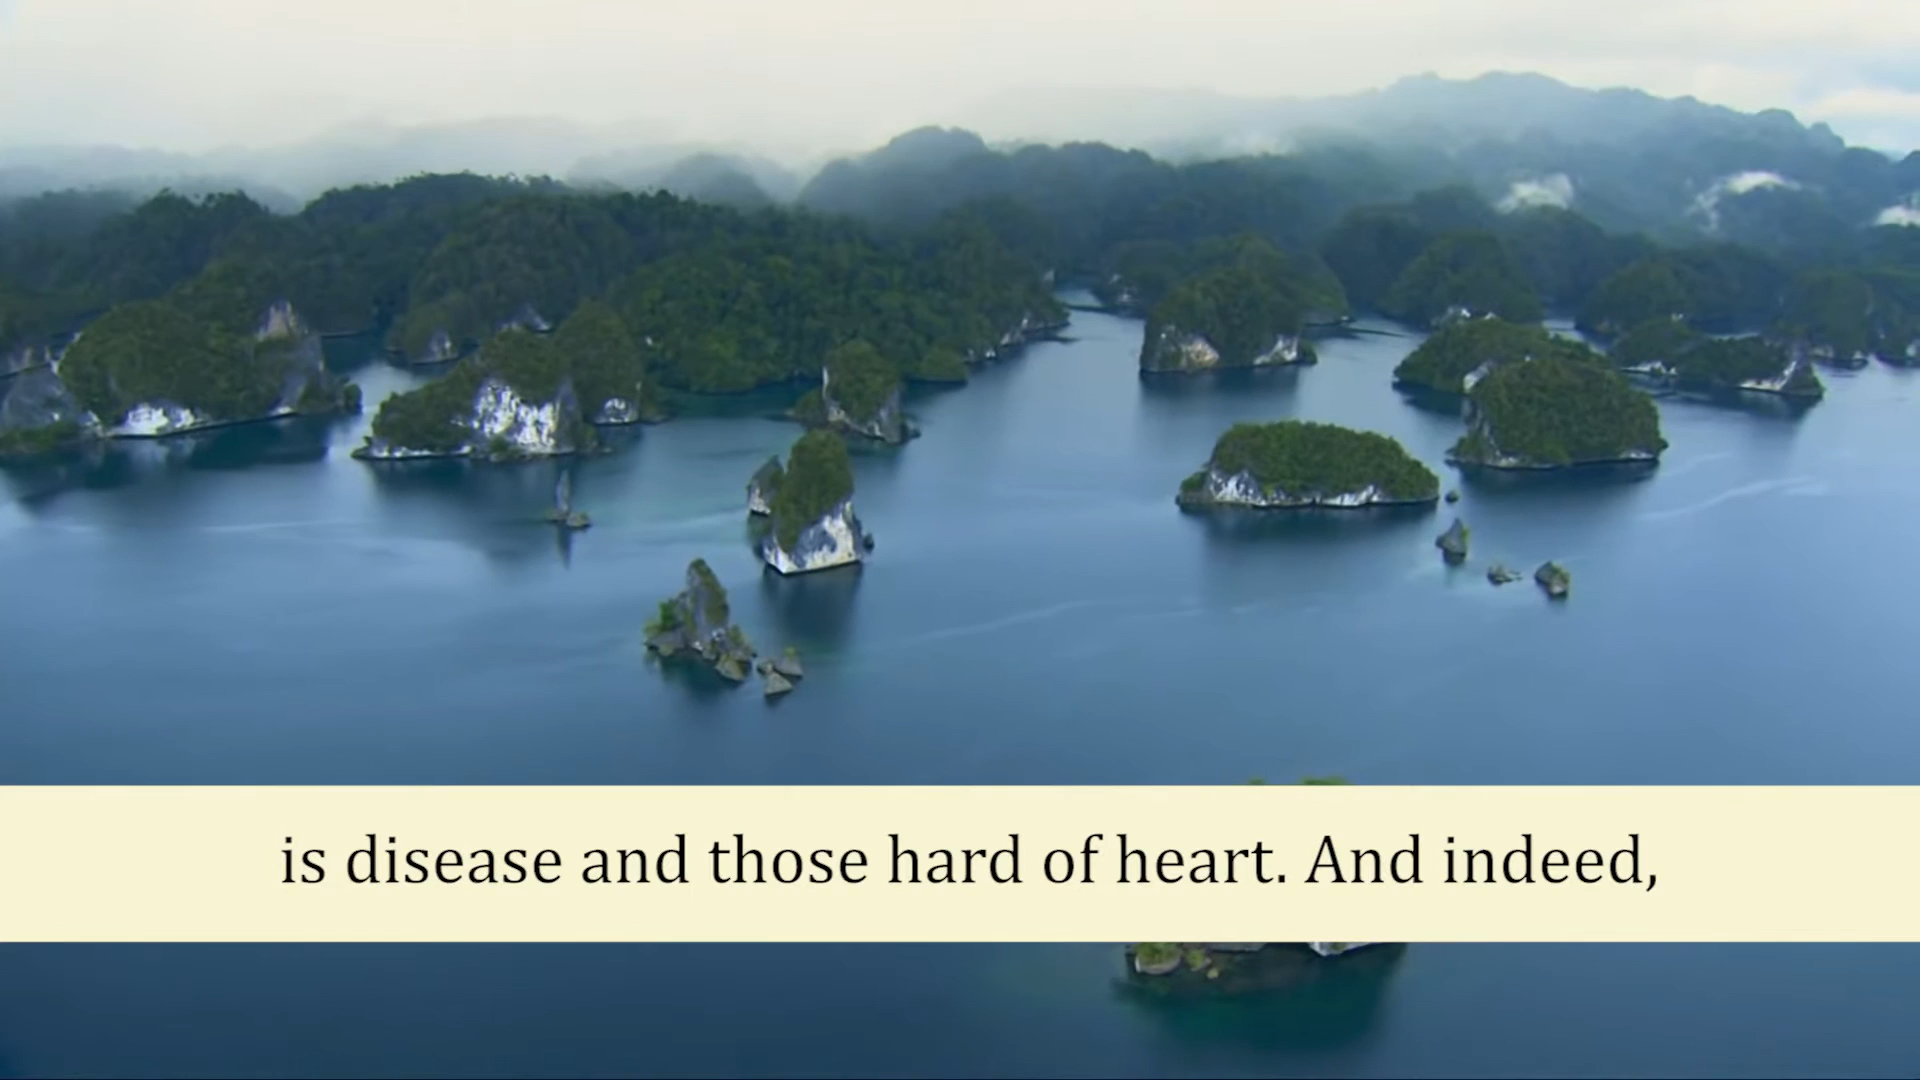 is disease and those hard of heart. And indeed,